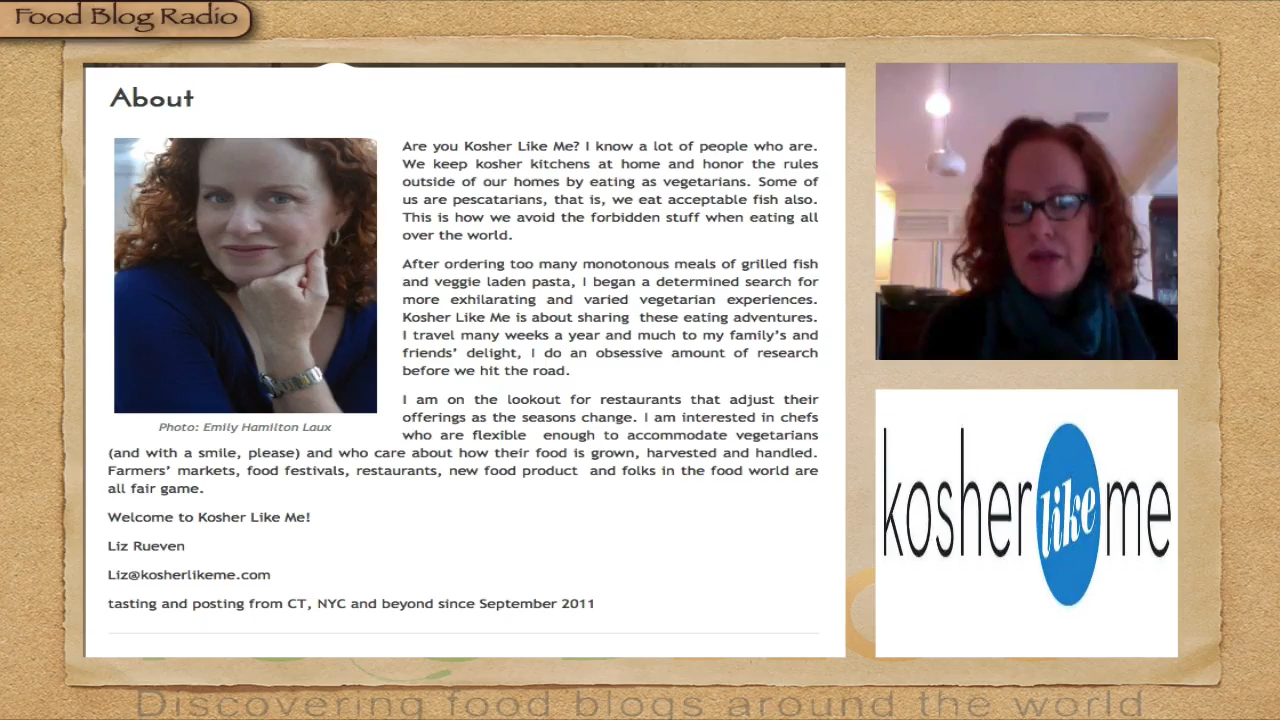 Food Blog Radio
About
Are you Kosher Like Me? I know a lot of people who are.
We keep kosher kitchens at home and honor the rules
outside of our homes by eating as vegetarians. Some of
us are pescatarians, that is, we eat acceptable fish also.
This is how we avoid the forbidden stuff when eating all
over the world.
After ordering too many monotonous meals of grilled fish
and veggie laden pasta, I began a determined search for
more exhilarating and varied vegetarian experiences.
Kosher Like Me is about sharing these eating adventures.
I travel many weeks a year and much to my family's and
friends' delight, I do an obsessive amount of research
before we hit the road.
I am on the lookout for restaurants that adjust their
offerings as the seasons change. I am interested in chefs
who are flexible enough to accommodate vegetarians
Photo: Emily Hamilton Laux
(and with a smile, please) and who care about how their food is grown, harvested and handled.
Farmers' markets, food festivals, restaurants, new food product and folks in the food world are
all fair game.
Welcome to Kosher Like Me!
Liz Rueven
Liz@kosherlikeme.com
tasting and posting from CT, NYC and beyond since September 2011
kosher like me
Discovering food blogs around the world